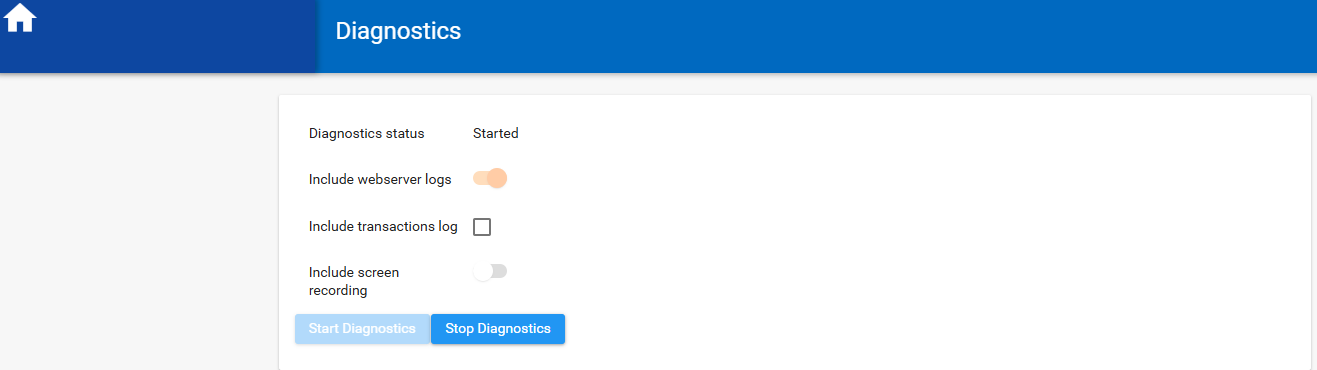 Diagnostics
Diagnostics status Started
Include webserver logs
Include transactions log
Include screen
recording
Start Diagnostics Stop Diagnostics